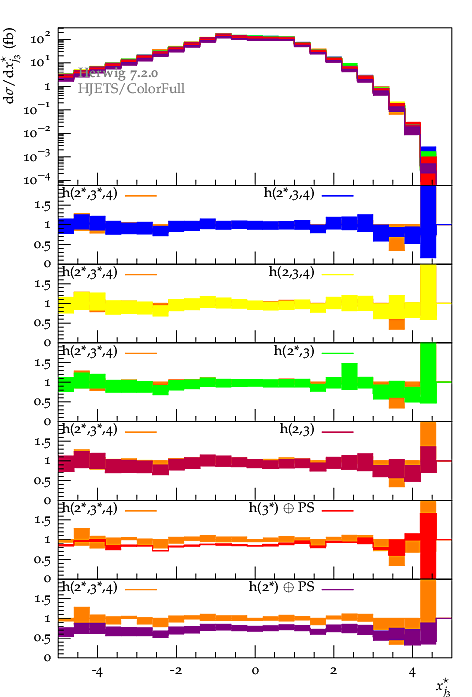 dσ/dx*j3 (fb)
10²
10¹
1
10⁻¹
10⁻²
10⁻³
10⁻⁴
Herwig 7.2.0
HJETS/ColorFull
h(2*,3*,4) h(2*,3,4)
1.5
1
0.5
0
h(2*,3*,4) h(2,3,4)
1.5
1
0.5
0
h(2*,3*,4) h(2*,3)
1.5
1
0.5
0
h(2*,3*,4) h(2,3)
1.5
1
0.5
0
h(2*,3*,4) h(3*) ⊕ PS
1.5
1
0.5
0
h(2*,3*,4) h(2*) ⊕ PS
1.5
1
0.5
0
-4 -2 0 2 4
x*j3